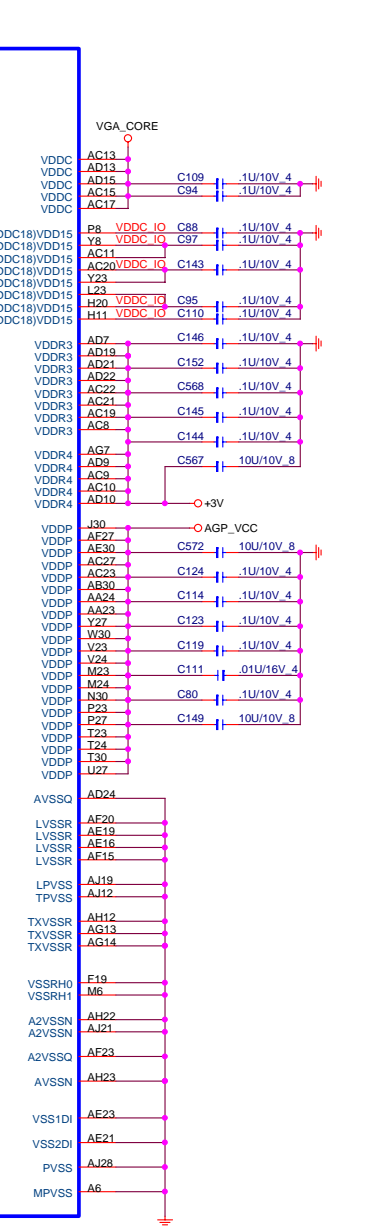 VGA_CORE
VDDC AC13
VDDC AD13
VDDC AD15 C109 .1U/10V_4
VDDC AC15 C94 .1U/10V_4
VDDC AC17
DDC18)VDD15 P8 VDDC_IO C88 .1U/10V_4
DDC18)VDD15 Y8 VDDC_IO C97 .1U/10V_4
DDC18)VDD15 AC11
DDC18)VDD15 AC20 VDDC_IO C143 .1U/10V_4
DDC18)VDD15 Y23
DDC18)VDD15 L23
DDC18)VDD15 H20 VDDC_IO C95 .1U/10V_4
DDC18)VDD15 H11 VDDC_IO C110 .1U/10V_4
VDDR3 AD7 C146 .1U/10V_4
VDDR3 AD19
VDDR3 AD21 C152 .1U/10V_4
VDDR3 AD22
VDDR3 AC22 C568 .1U/10V_4
VDDR3 AC21
VDDR3 AC19 C145 .1U/10V_4
VDDR3 AC8
C144 .1U/10V_4
VDDR4 AG7
VDDR4 AD9 C567 10U/10V_8
VDDR4 AC9
VDDR4 AC10
VDDR4 AD10 +3V
VDDP J30 AGP_VCC
VDDP AF27
VDDP AE30 C572 10U/10V_8
VDDP AC27
VDDP AC23 C124 .1U/10V_4
VDDP AB30
VDDP AA24 C114 .1U/10V_4
VDDP AA23
VDDP Y27 C123 .1U/10V_4
VDDP W30
VDDP V23 C119 .1U/10V_4
VDDP V24
VDDP M23 C111 .01U/16V_4
VDDP M24
VDDP N30 C80 .1U/10V_4
VDDP P23
VDDP P27 C149 10U/10V_8
VDDP T23
VDDP T24
VDDP T30
VDDP U27
AVSSQ AD24
LVSSR AF20
LVSSR AE19
LVSSR AE16
LVSSR AF15
LPVSS AJ19
TPVSS AJ12
TXVSSR AH12
TXVSSR AG13
TXVSSR AG14
VSSRH0 F19
VSSRH1 M6
A2VSSN AH22
A2VSSN AJ21
A2VSSQ AF23
AVSSN AH23
VSS1DI AE23
VSS2DI AE21
PVSS AJ28
MPVSS A6